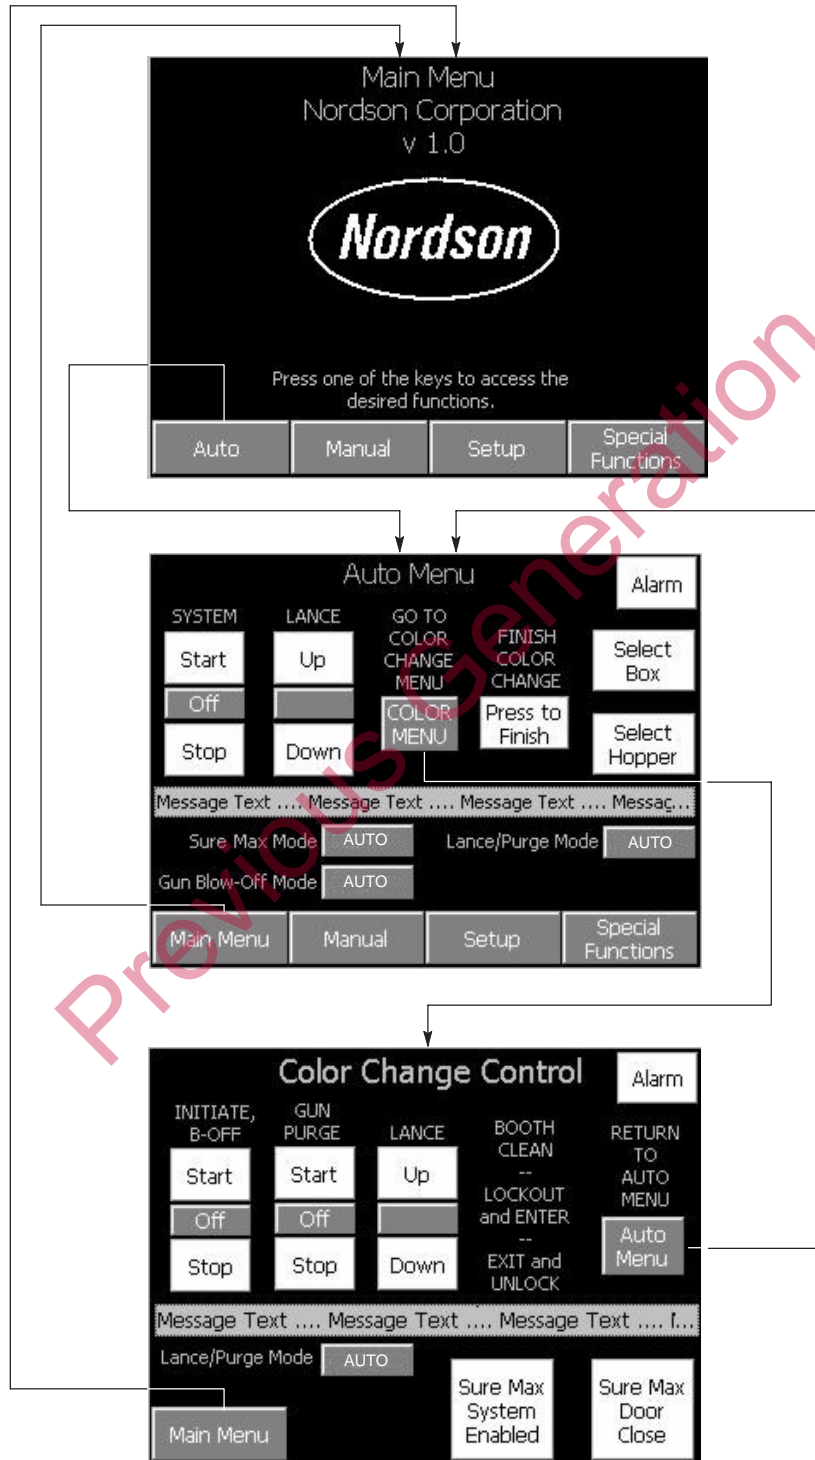 Main Menu
Nordson Corporation
v 1.0
Nordson
Press one of the keys to access the
desired functions.
Auto
Manual
Setup
Special
Functions
Auto Menu
Alarm
SYSTEM
Start
Off
Stop
LANCE
Up
Down
GO TO
COLOR
CHANGE
MENU
COLOR
MENU
FINISH
COLOR
CHANGE
Press to
Finish
Select
Box
Select
Hopper
Message Text .... Message Text .... Message Text .... Messag...
Sure Max Mode AUTO
Lance/Purge Mode AUTO
Gun Blow-Off Mode AUTO
Main Menu
Manual
Setup
Special
Functions
Color Change Control
Alarm
INITIATE,
B-OFF
Start
Off
Stop
GUN
PURGE
Start
Off
Stop
LANCE
Up
Down
BOOTH
CLEAN
--
LOCKOUT
and ENTER
--
EXIT and
UNLOCK
RETURN
TO
AUTO
MENU
Auto
Menu
Message Text .... Message Text .... Message Text ....
Lance/Purge Mode AUTO
Main Menu
Sure Max
System
Enabled
Sure Max
Door
Close
Previous Generation